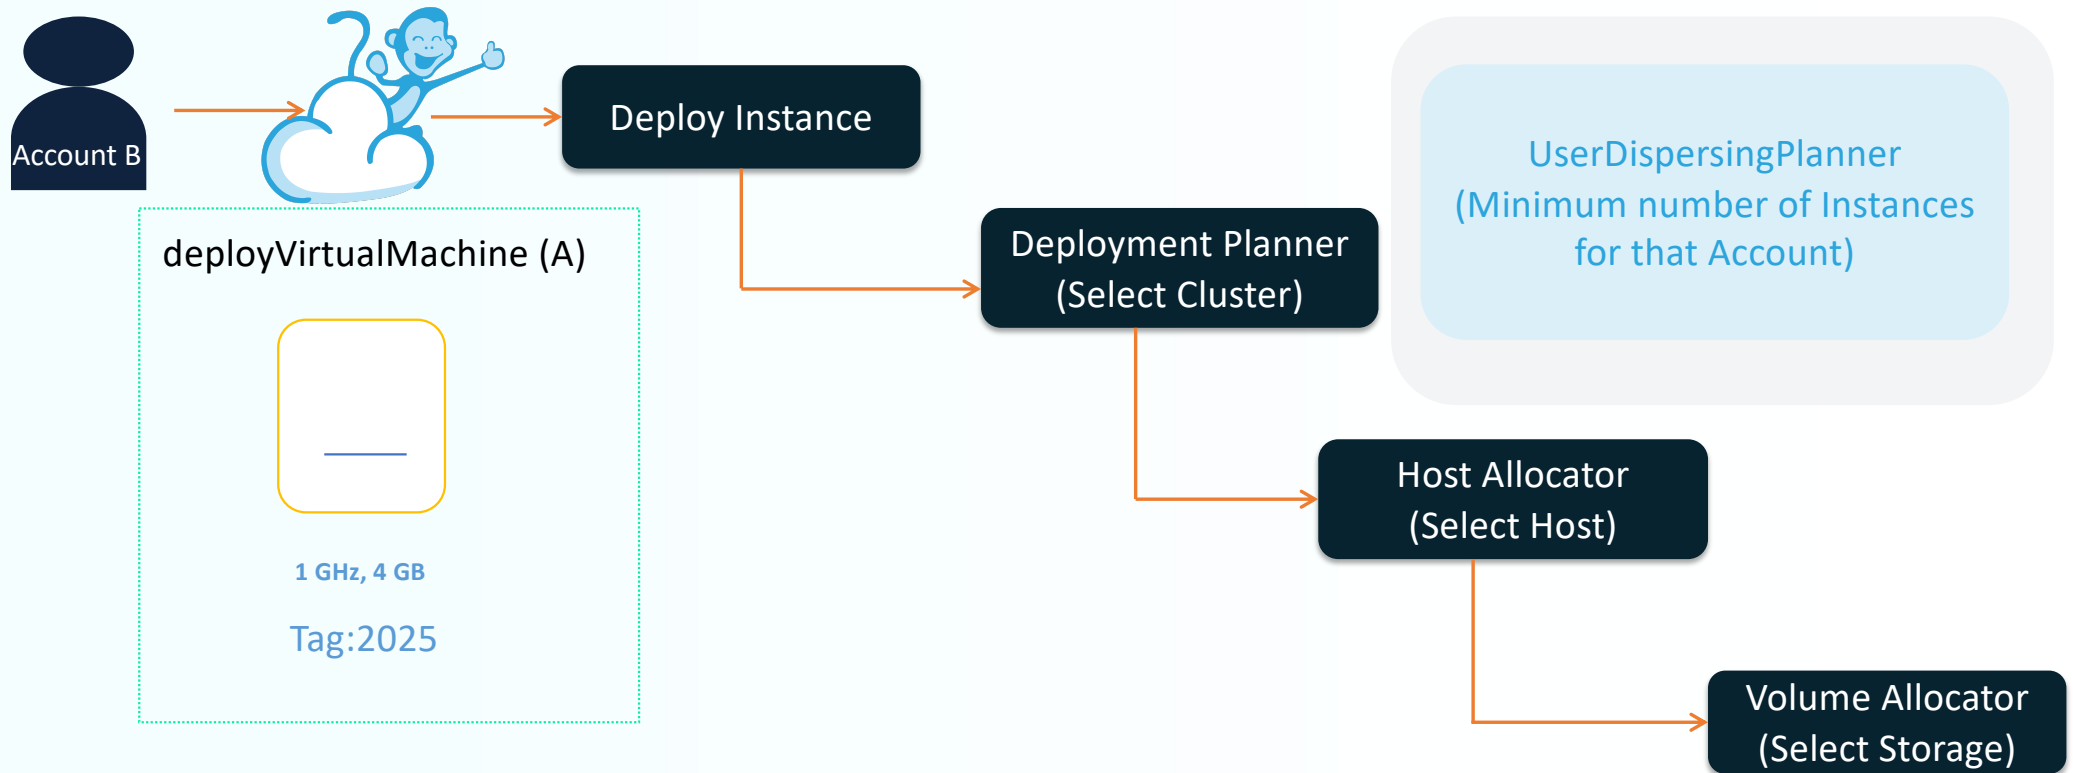 Account B
deployVirtualMachine (A)
1 GHz, 4 GB
Tag:2025
Deploy Instance
Deployment Planner
(Select Cluster)
UserDispersingPlanner
(Minimum number of Instances
for that Account)
Host Allocator
(Select Host)
Volume Allocator
(Select Storage)